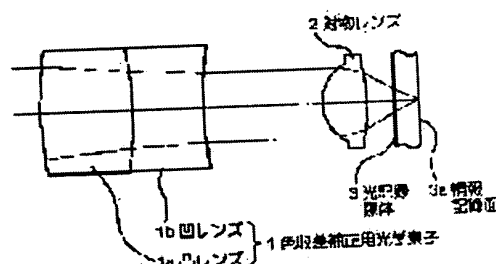 2 対物レンズ
3 光記録
媒体
3a 情報
記録面
1b 凹レンズ
1a 凸レンズ
1 色収差補正用光学素子